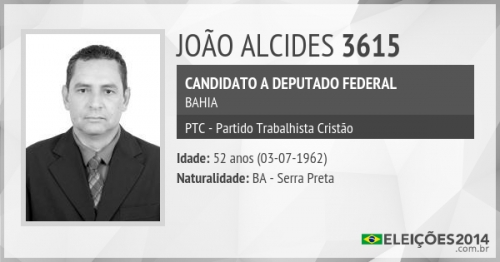 JOÃO ALCIDES 3615
CANDIDATO A DEPUTADO FEDERAL
BAHIA
PTC - Partido Trabalhista Cristão
Idade: 52 anos (03-07-1962)
Naturalidade: BA - Serra Preta
ELEIÇÕES2014
.com.br